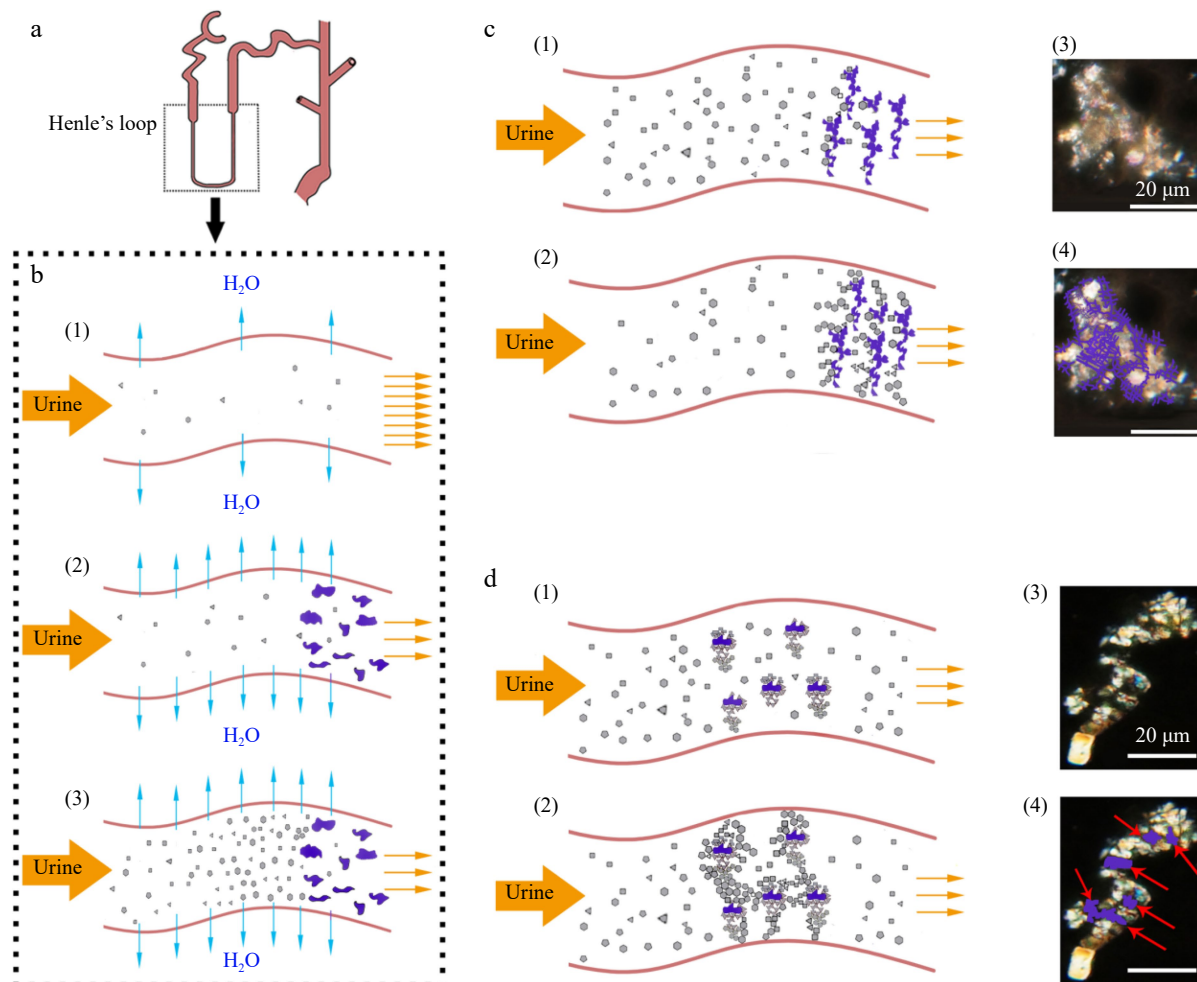 a
Henle's loop
b
H₂O
(1)
Urine
H₂O
(2)
Urine
H₂O
(3)
Urine
H₂O
c
(1)
Urine
(2)
Urine
(3)
20 μm
(4)
d
(1)
Urine
(2)
Urine
(3)
20 μm
(4)